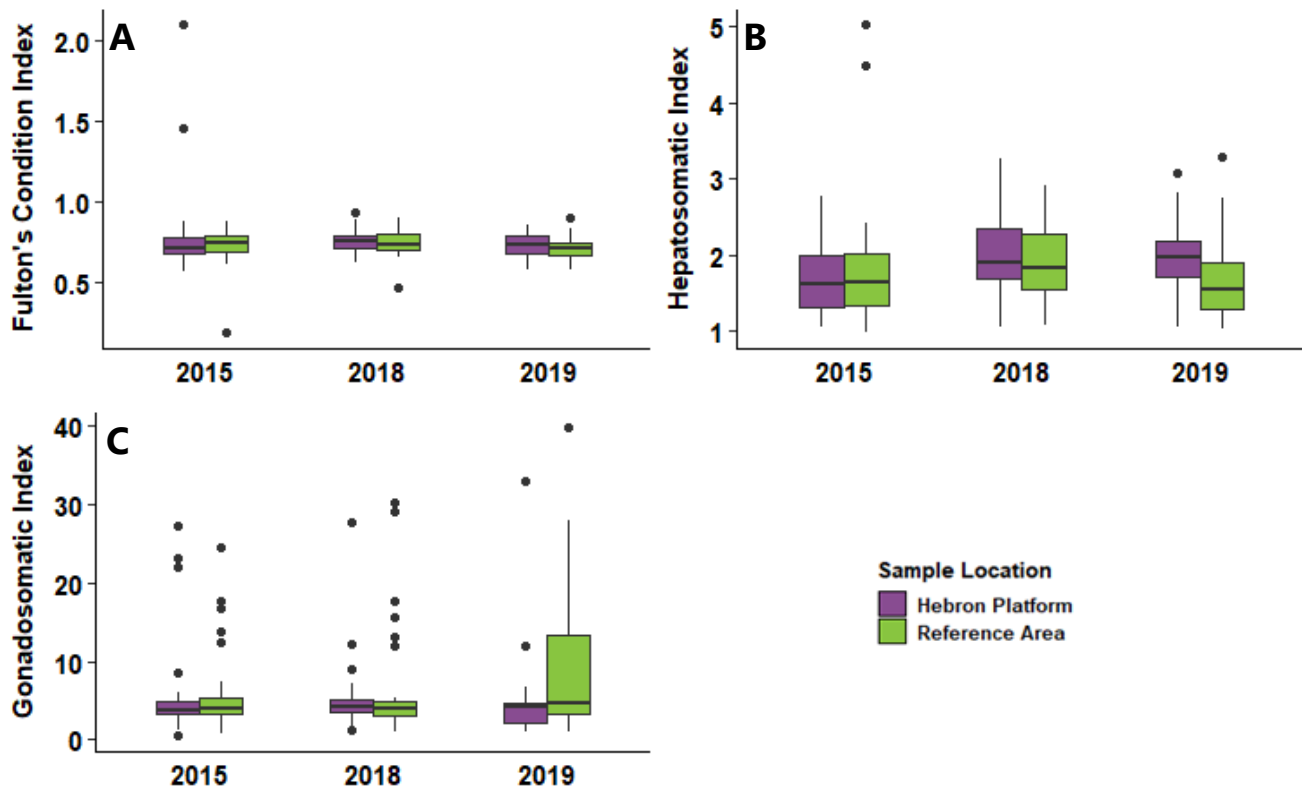 A
Fulton's Condition Index
2.0
1.5
1.0
0.5
2015 2018 2019
B
Hepatosomatic Index
5
4
3
2
1
2015 2018 2019
C
Gonadosomatic Index
40
30
20
10
0
2015 2018 2019
Sample Location
Hebron Platform
Reference Area